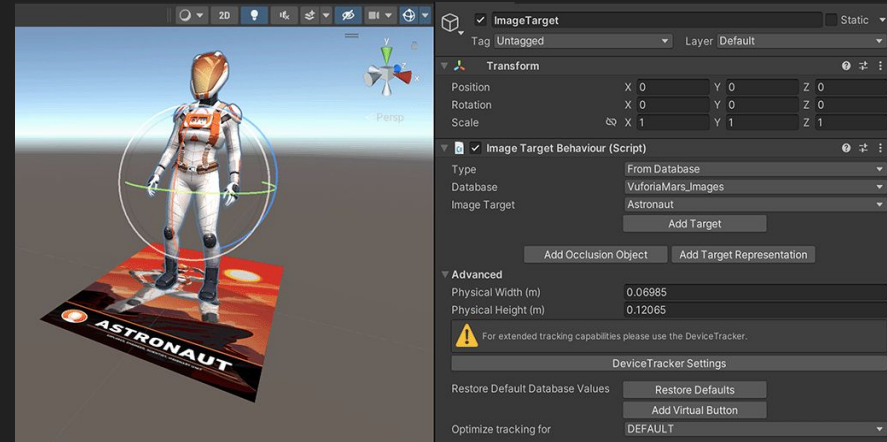 2D
y
x
Persp
ASTRONAUT
ImageTarget
Static
Tag Untagged Layer Default
Transform
Position X 0 Y 0 Z 0
Rotation X 0 Y 0 Z 0
Scale X 1 Y 1 Z 1
Image Target Behaviour (Script)
Type From Database
Database VuforiaMars_Images
Image Target Astronaut
Add Target
Add Occlusion Object Add Target Representation
Advanced
Physical Width (m) 0.06985
Physical Height (m) 0.12065
For extended tracking capabilities please use the DeviceTracker.
DeviceTracker Settings
Restore Default Database Values Restore Defaults
Add Virtual Button
Optimize tracking for DEFAULT